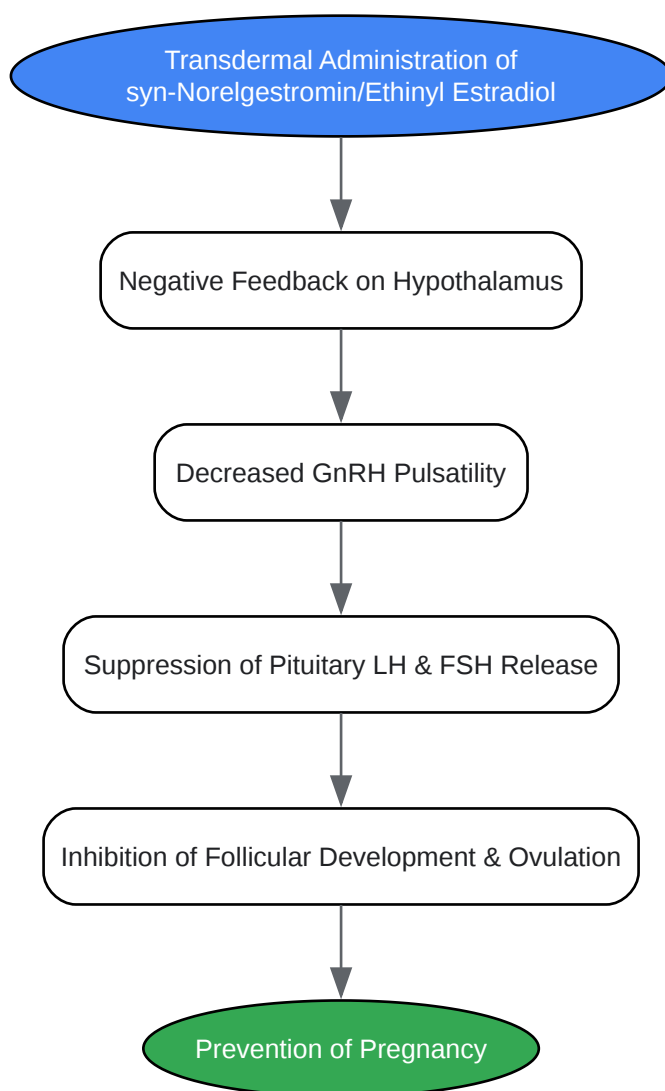 Transdermal Administration of
syn-Norelgestromin/Ethinyl Estradiol
Negative Feedback on Hypothalamus
Decreased GnRH Pulsatility
Suppression of Pituitary LH & FSH Release
Inhibition of Follicular Development & Ovulation
Prevention of Pregnancy